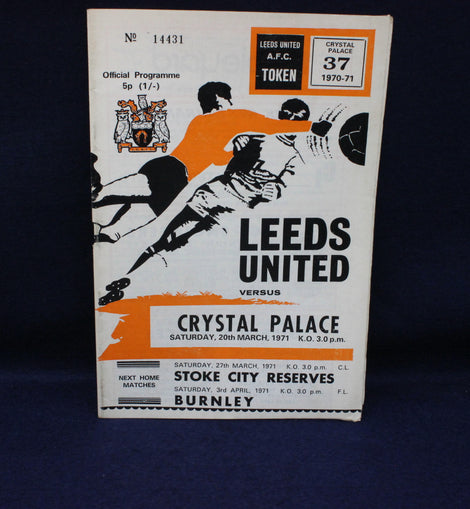 Nº 14431
Official Programme
5p (1/-)
LEEDS UNITED
A.F.C.
TOKEN
CRYSTAL
PALACE
37
1970-71
LEEDS
UNITED
VERSUS
CRYSTAL PALACE
SATURDAY, 20th MARCH, 1971 K.O. 3.0 p.m.
NEXT HOME
MATCHES
SATURDAY, 27th MARCH, 1971 K.O. 3.0 p.m. C.L.
STOKE CITY RESERVES
SATURDAY, 3rd APRIL, 1971 K.O. 3.0 p.m. F.L.
BURNLEY